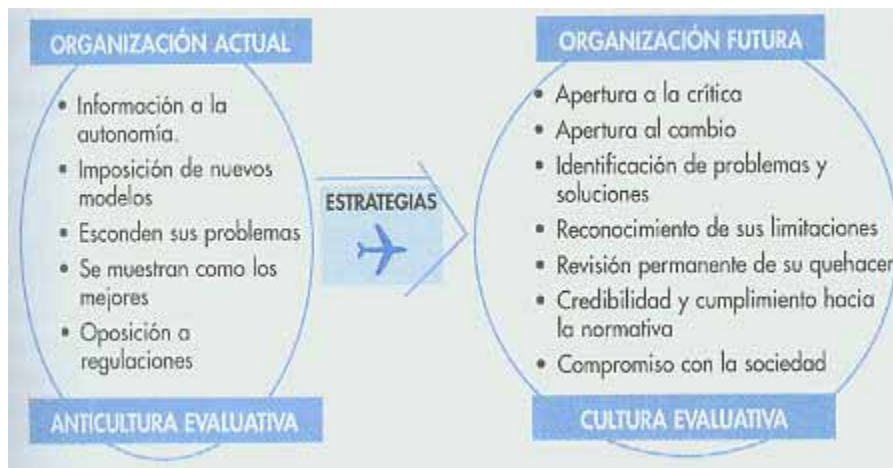 ORGANIZACIÓN ACTUAL
• Información a la
autonomía.
• Imposición de nuevos
modelos
• Esconden sus problemas
• Se muestran como los
mejores
• Oposición a
regulaciones
ANTICULTURA EVALUATIVA
ESTRATEGIAS
ORGANIZACIÓN FUTURA
• Apertura a la crítica
• Apertura al cambio
• Identificación de problemas y
soluciones
• Reconocimiento de sus limitaciones
• Revisión permanente de su quehacer
• Credibilidad y cumplimiento hacia
la normativa
• Compromiso con la sociedad
CULTURA EVALUATIVA